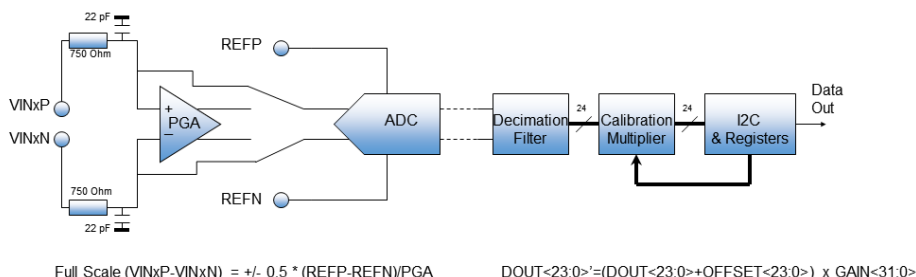 22 pF
750 Ohm
REFP
VINxP
VINxN
+
PGA
–
ADC
Decimation
Filter
24
Calibration
Multiplier
24
I2C
& Registers
Data
Out
750 Ohm
22 pF
REFN
Full Scale (VINxP-VINxN) = +/- 0.5 * (REFP-REFN)/PGA
DOUT<23:0>'=(DOUT<23:0>+OFFSET<23:0>) x GAIN<31:0>